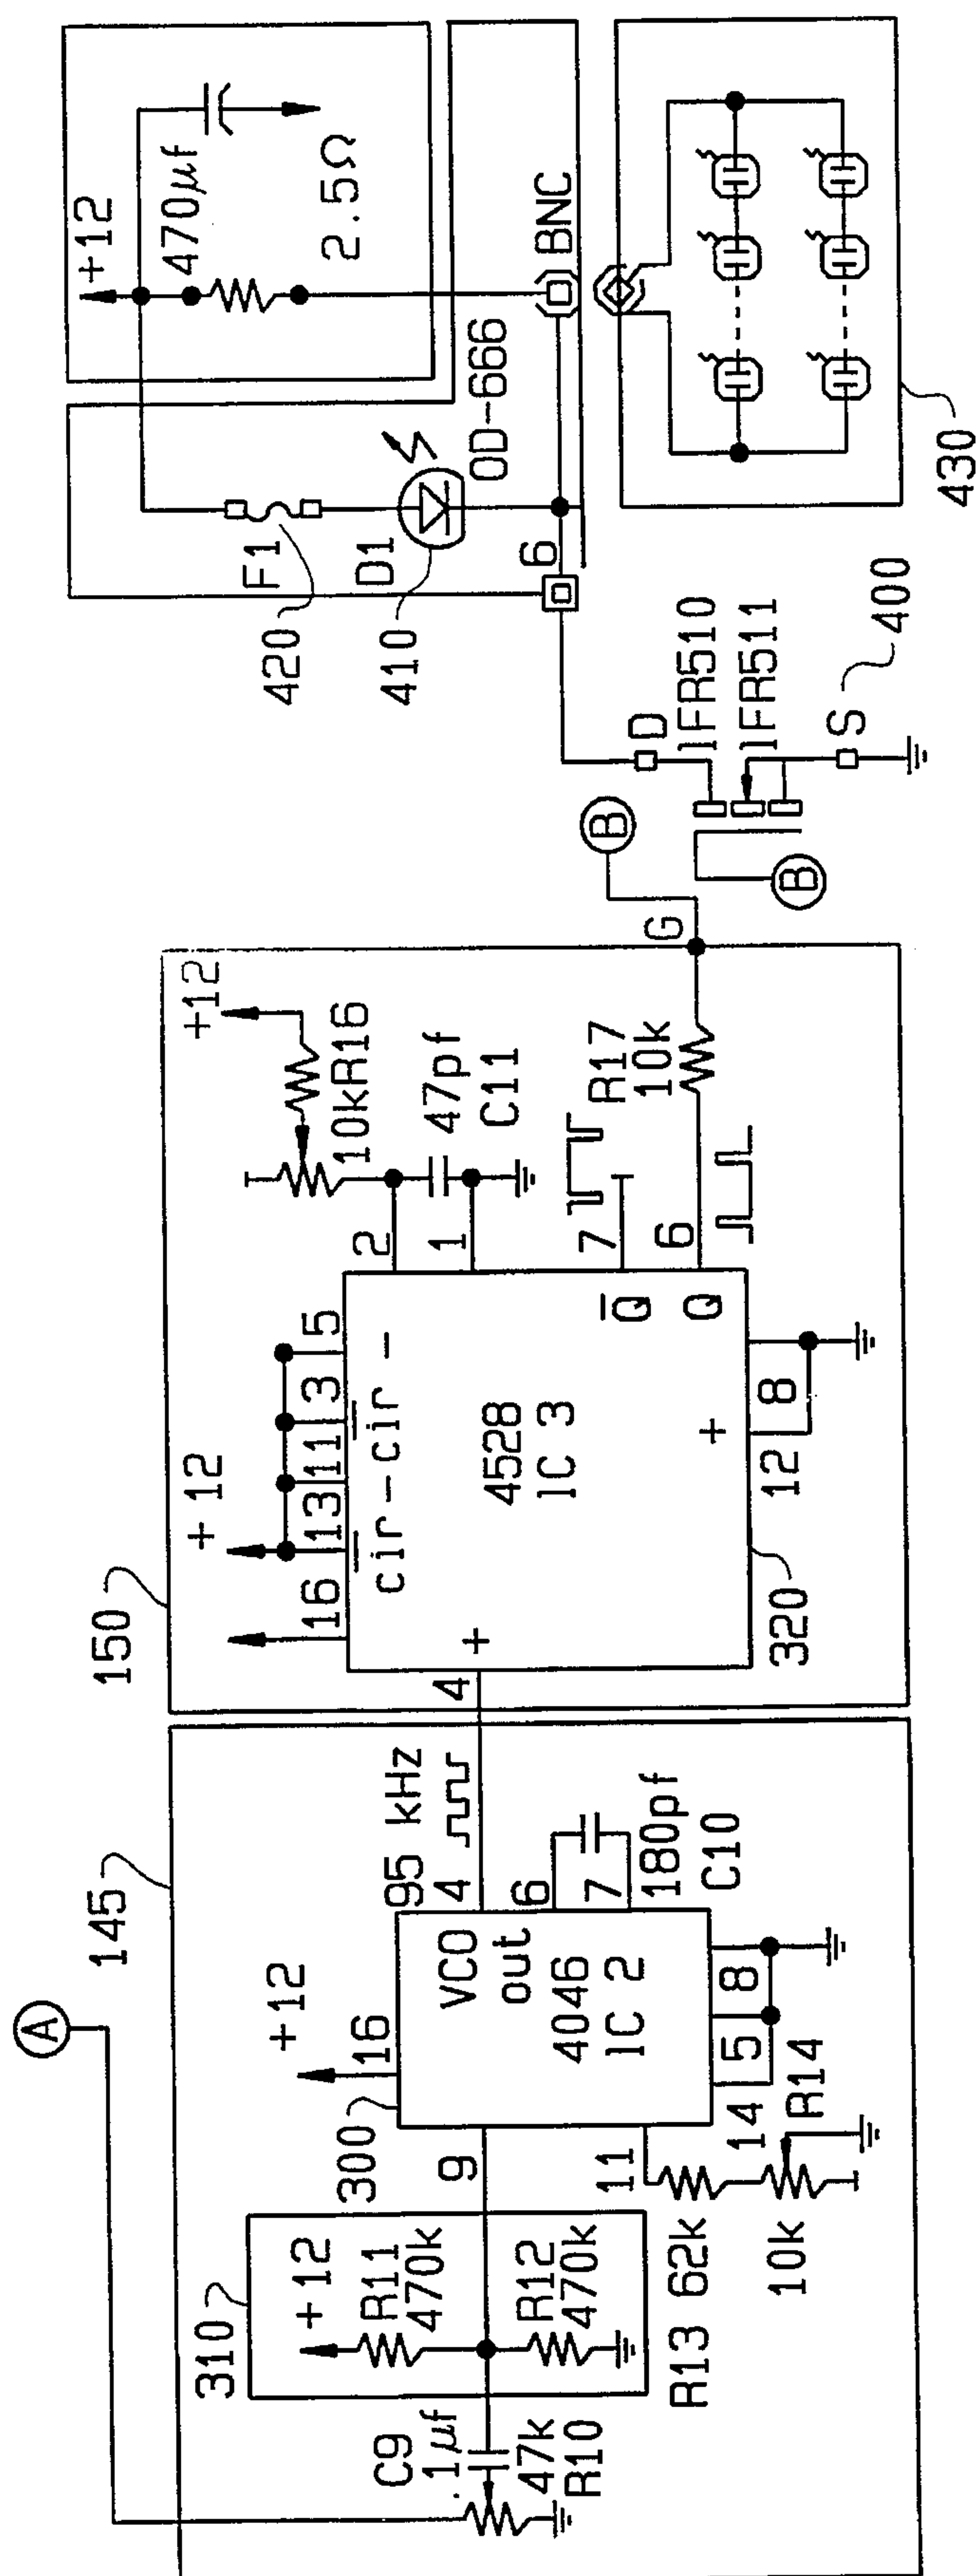 A
145
C9
.1μf
47k
R10
310
+12
R11
470k
R12
470k
R13 62k
10k
R14
300
+12
16
9
11
VCO
out
4046
IC 2
14
5
8
95 kHz
4
6
7
180pf
C10
150
4
+
+12
16
13
11
3
5
cir-cir -
4528
IC 3
+
12
8
320
2
1
10kR16
+12
47pf
C11
Q
7
Q
6
R17
10k
G
B
B
D
IFR510
IFR511
S
400
F1
420
D1
410
OD-666
6
+12
470μf
2.5Ω
BNC
430